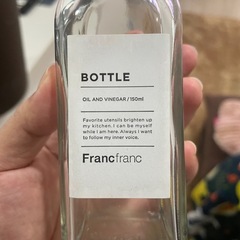 BOTTLE
OIL AND VINEGAR / 150ml
Favorite utensils brighten up
my kitchen. I can be myself
while I am here. Always I want
to follow my inner voice.
Francfranc